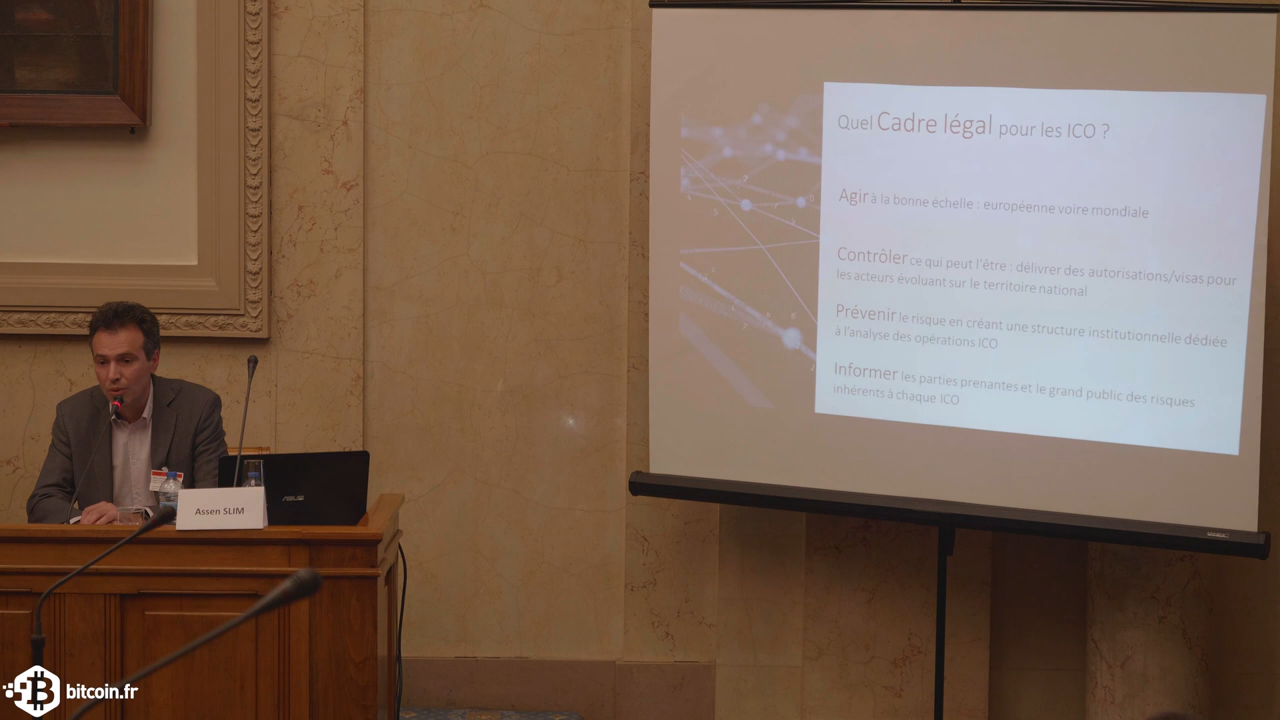 Quel Cadre légal pour les ICO ?
Agir à la bonne échelle : européenne voire mondiale
Contrôler ce qui peut l'être : délivrer des autorisations/visas pour
les acteurs évoluant sur le territoire national
Prévenir le risque en créant une structure institutionnelle dédiée
à l'analyse des opérations ICO
Informer les parties prenantes et le grand public des risques
inhérents à chaque ICO
ASUS
Assen SLIM
bitcoin.fr